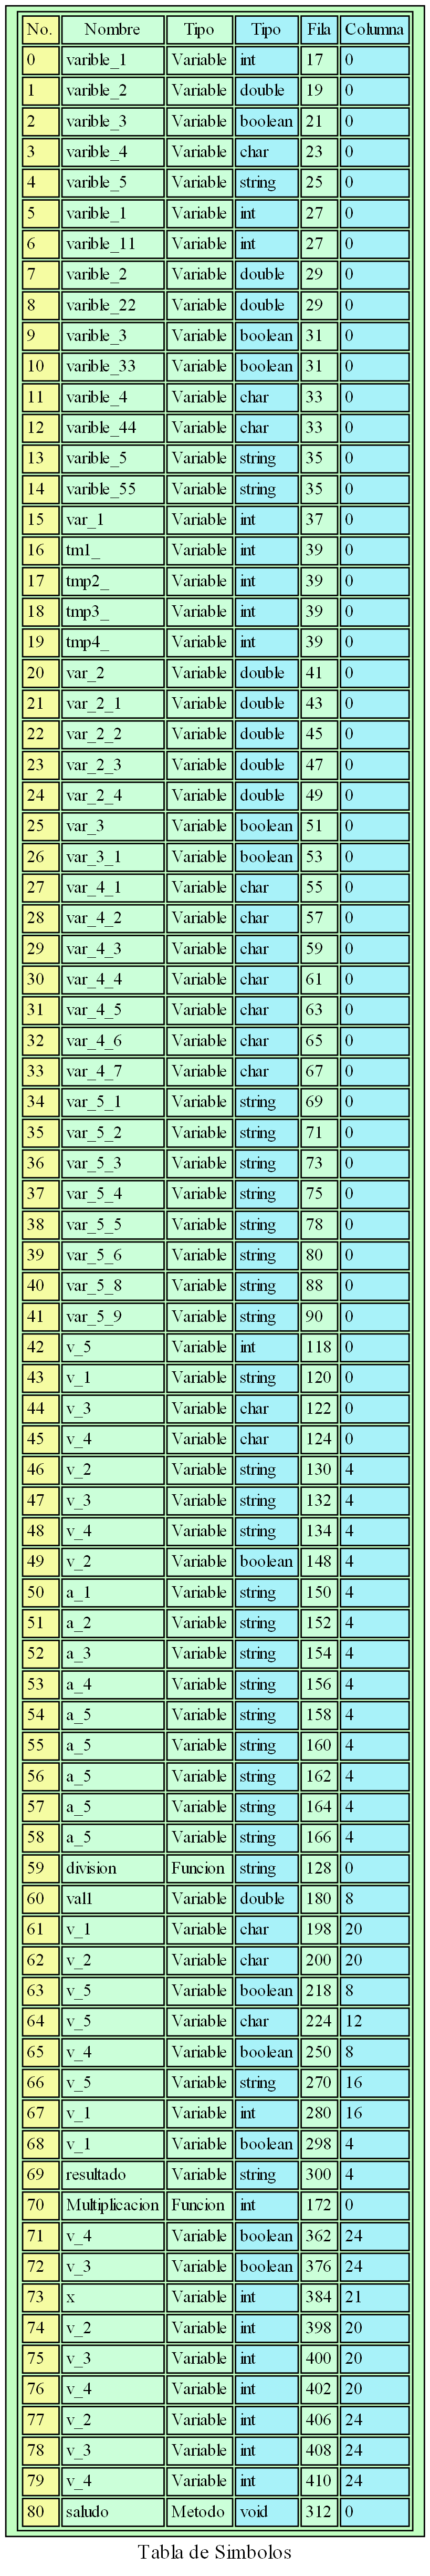 No. Nombre Tipo Tipo Fila Columna
0 varible_1 Variable int 17 0
1 varible_2 Variable double 19 0
2 varible_3 Variable boolean 21 0
3 varible_4 Variable char 23 0
4 varible_5 Variable string 25 0
5 varible_1 Variable int 27 0
6 varible_11 Variable int 27 0
7 varible_2 Variable double 29 0
8 varible_22 Variable double 29 0
9 varible_3 Variable boolean 31 0
10 varible_33 Variable boolean 31 0
11 varible_4 Variable char 33 0
12 varible_44 Variable char 33 0
13 varible_5 Variable string 35 0
14 varible_55 Variable string 35 0
15 var_1 Variable int 37 0
16 tm1_ Variable int 39 0
17 tmp2_ Variable int 39 0
18 tmp3_ Variable int 39 0
19 tmp4_ Variable int 39 0
20 var_2 Variable double 41 0
21 var_2_1 Variable double 43 0
22 var_2_2 Variable double 45 0
23 var_2_3 Variable double 47 0
24 var_2_4 Variable double 49 0
25 var_3 Variable boolean 51 0
26 var_3_1 Variable boolean 53 0
27 var_4_1 Variable char 55 0
28 var_4_2 Variable char 57 0
29 var_4_3 Variable char 59 0
30 var_4_4 Variable char 61 0
31 var_4_5 Variable char 63 0
32 var_4_6 Variable char 65 0
33 var_4_7 Variable char 67 0
34 var_5_1 Variable string 69 0
35 var_5_2 Variable string 71 0
36 var_5_3 Variable string 73 0
37 var_5_4 Variable string 75 0
38 var_5_5 Variable string 78 0
39 var_5_6 Variable string 80 0
40 var_5_8 Variable string 88 0
41 var_5_9 Variable string 90 0
42 v_5 Variable int 118 0
43 v_1 Variable string 120 0
44 v_3 Variable char 122 0
45 v_4 Variable char 124 0
46 v_2 Variable string 130 4
47 v_3 Variable string 132 4
48 v_4 Variable string 134 4
49 v_2 Variable boolean 148 4
50 a_1 Variable string 150 4
51 a_2 Variable string 152 4
52 a_3 Variable string 154 4
53 a_4 Variable string 156 4
54 a_5 Variable string 158 4
55 a_5 Variable string 160 4
56 a_5 Variable string 162 4
57 a_5 Variable string 164 4
58 a_5 Variable string 166 4
59 division Funcion string 128 0
60 val1 Variable double 180 8
61 v_1 Variable char 198 20
62 v_2 Variable char 200 20
63 v_5 Variable boolean 218 8
64 v_5 Variable char 224 12
65 v_4 Variable boolean 250 8
66 v_5 Variable string 270 16
67 v_1 Variable int 280 16
68 v_1 Variable boolean 298 4
69 resultado Variable string 300 4
70 Multiplicacion Funcion int 172 0
71 v_4 Variable boolean 362 24
72 v_3 Variable boolean 376 24
73 x Variable int 384 21
74 v_2 Variable int 398 20
75 v_3 Variable int 400 20
76 v_4 Variable int 402 20
77 v_2 Variable int 406 24
78 v_3 Variable int 408 24
79 v_4 Variable int 410 24
80 saludo Metodo void 312 0
Tabla de Simbolos